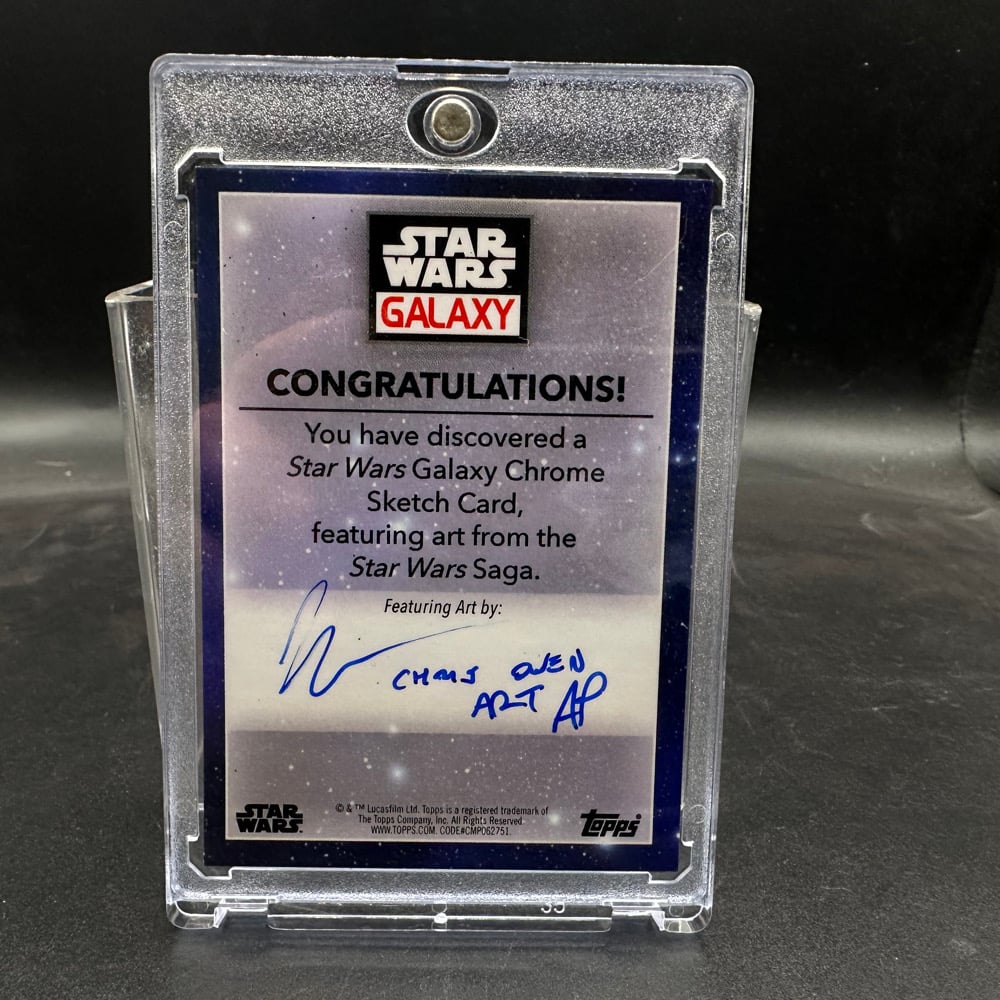 STAR
WARS
GALAXY
CONGRATULATIONS!
You have discovered a
Star Wars Galaxy Chrome
Sketch Card,
featuring art from the
Star Wars Saga.
Featuring Art by:
CHRIS OWEN
ART AP
STAR
WARS
© & ™ Lucasfilm Ltd. Topps is a registered trademark of
The Topps Company, Inc. All Rights Reserved.
WWW.TOPPS.COM. CODE#CMP062751.
topps
35